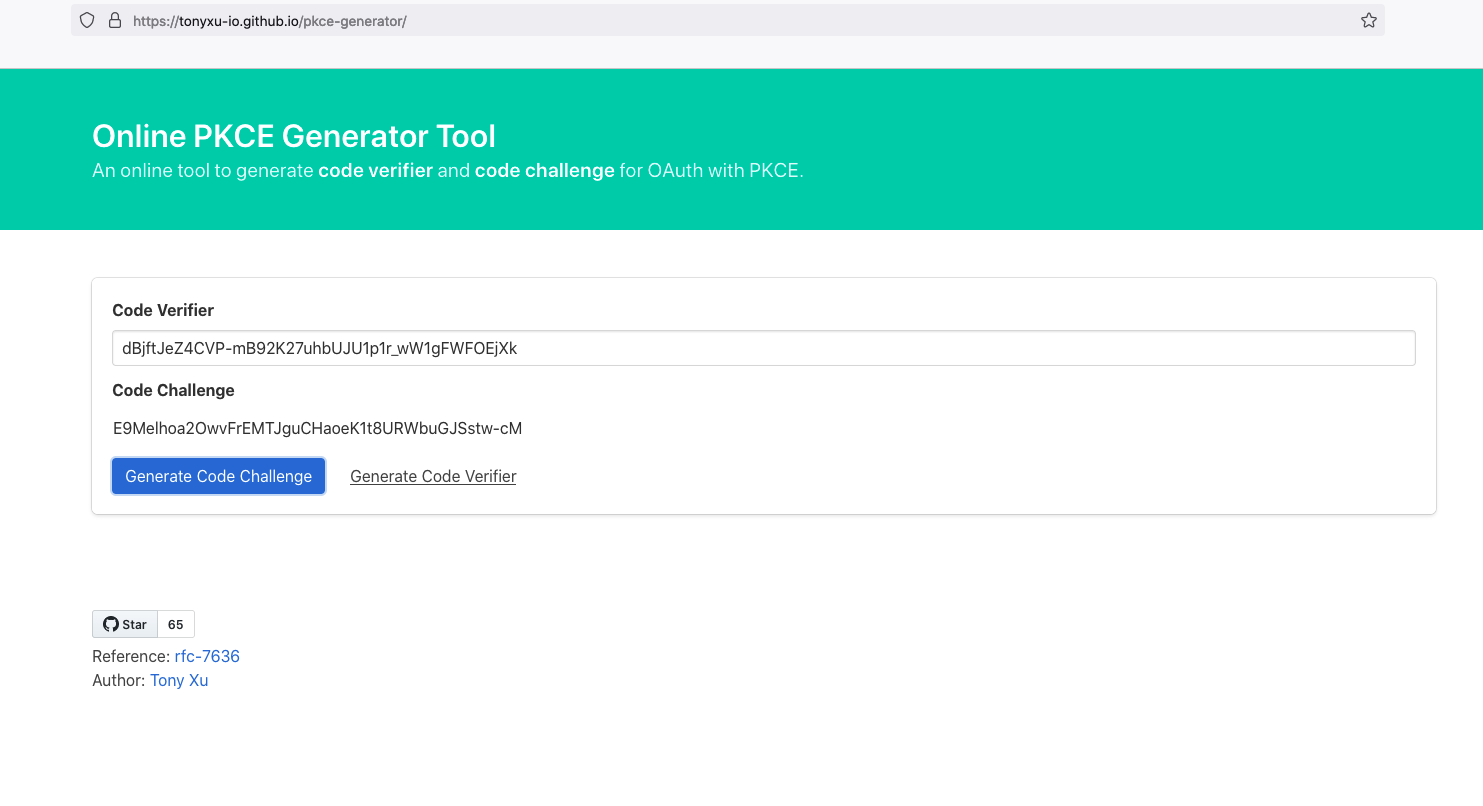 https://tonyxu-io.github.io/pkce-generator/
Online PKCE Generator Tool
An online tool to generate code verifier and code challenge for OAuth with PKCE.
Code Verifier
dBjftJeZ4CVP-mB92K27uhbUJU1p1r_wW1gFWFOEjXk
Code Challenge
E9Melhoa2OwvFrEMTJguCHaoeK1t8URWbuGJSstw-cM
Generate Code Challenge Generate Code Verifier
Star 65
Reference: rfc-7636
Author: Tony Xu